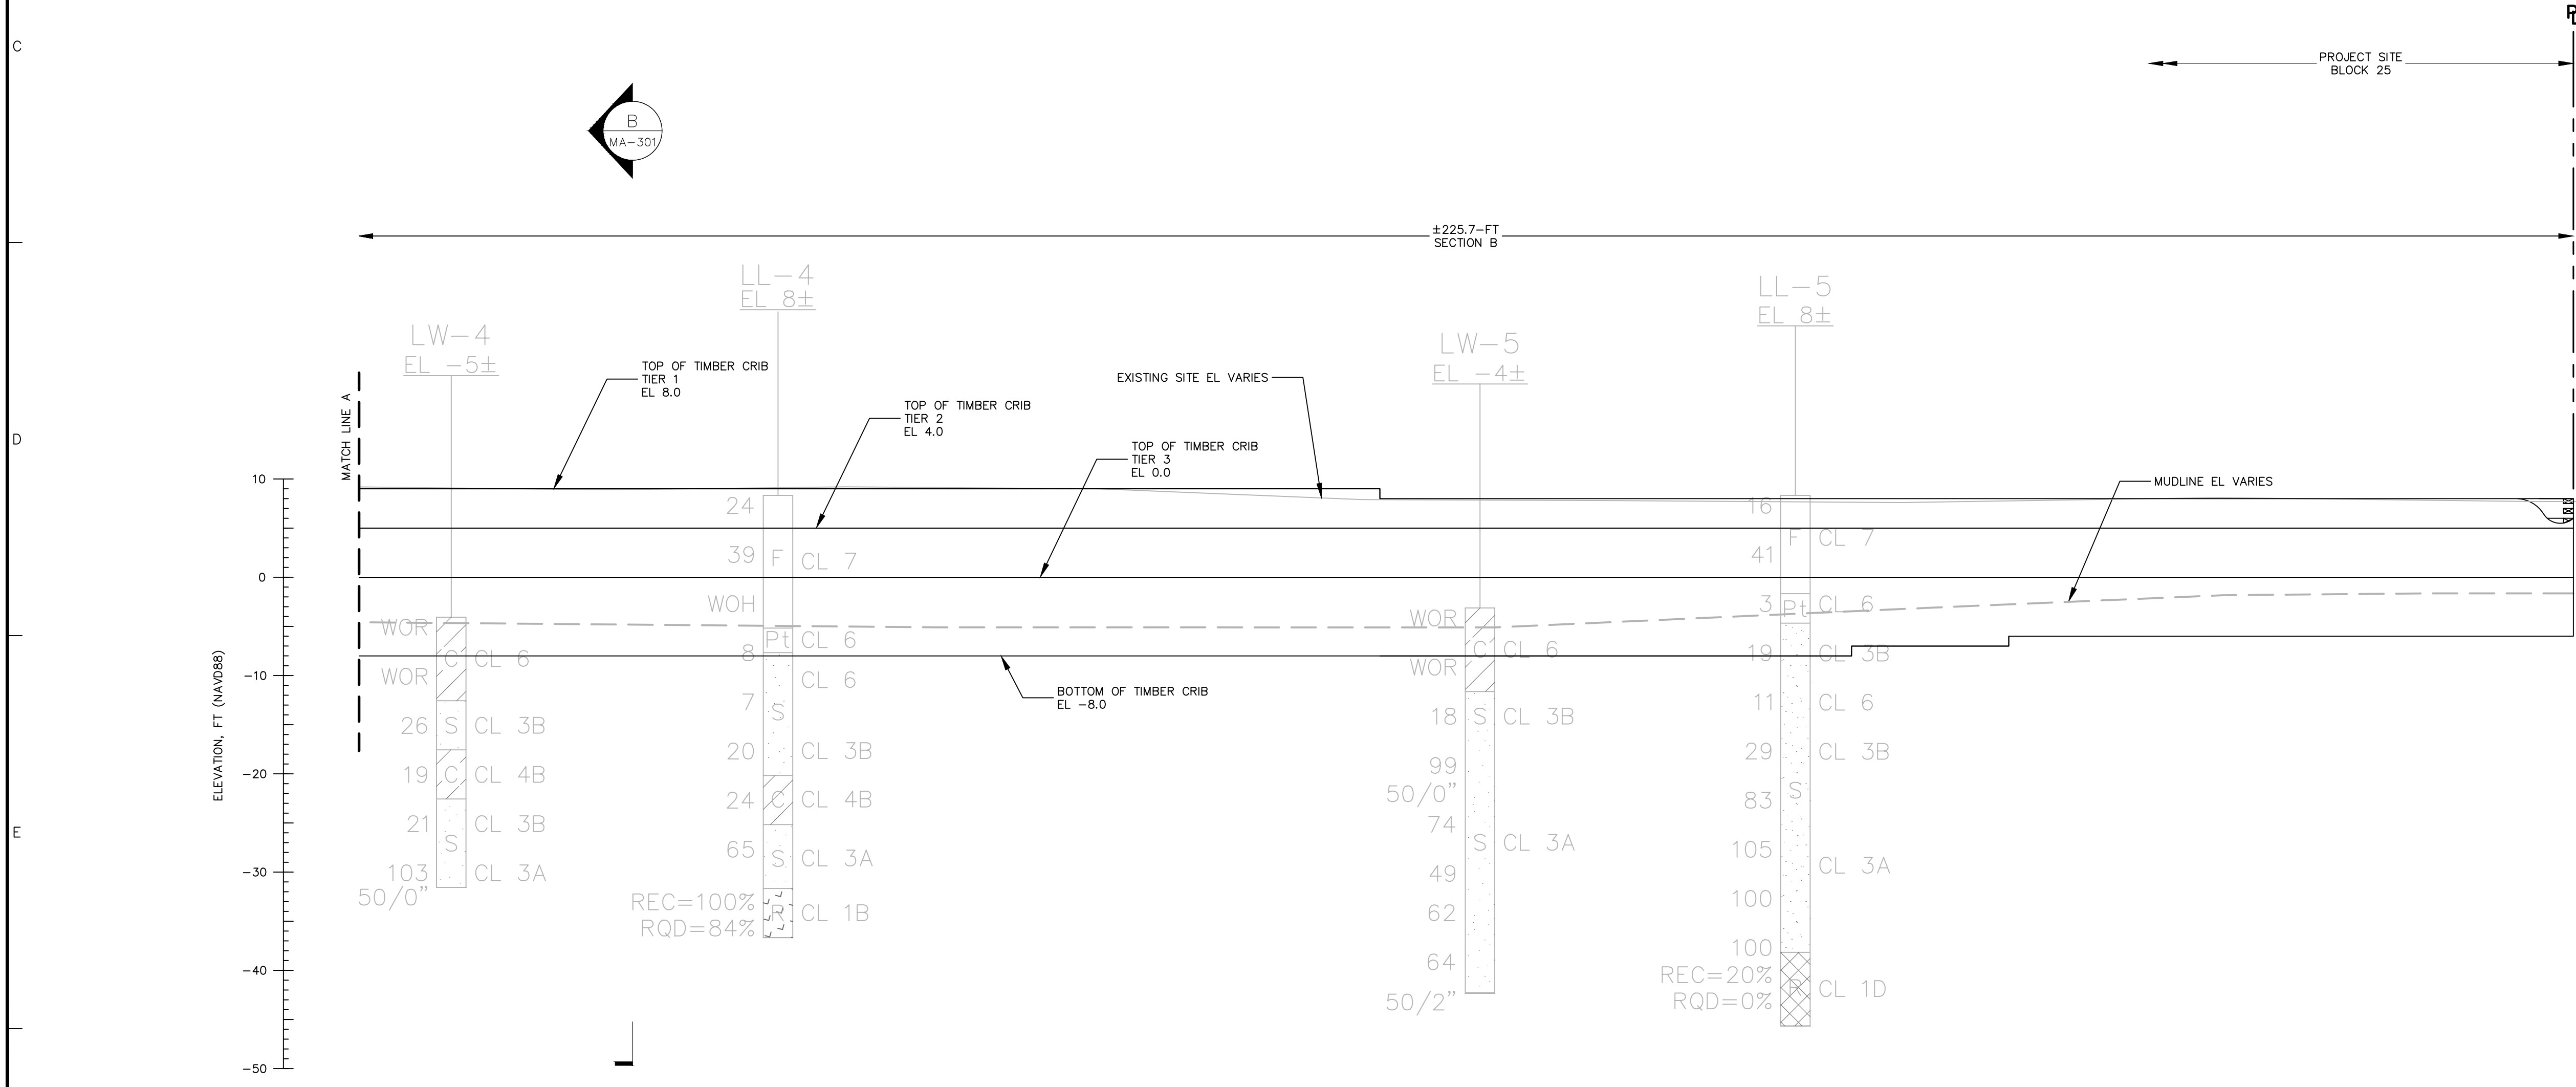 C
P
PROJECT SITE
BLOCK 25
B
MA-301
±225.7-FT
SECTION B
LL-4
EL 8±
LL-5
EL 8±
LW-4
EL -5±
LW-5
EL -4±
MATCH LINE A
TOP OF TIMBER CRIB
TIER 1
EL 8.0
TOP OF TIMBER CRIB
TIER 2
EL 4.0
TOP OF TIMBER CRIB
TIER 3
EL 0.0
EXISTING SITE EL VARIES
MUDLINE EL VARIES
BOTTOM OF TIMBER CRIB
EL -8.0
D
E
ELEVATION, FT (NAVD88)
10
0
-10
-20
-30
-40
-50
WOR
C CL 6
WOR
26 S CL 3B
19 C CL 4B
21 CL 3B
S
103 CL 3A
50/0"
24
39 F CL 7
WOH
Pt CL 6
8
CL 6
7
S
20 CL 3B
24 C CL 4B
65 S CL 3A
REC=100%
R CL 1B
RQD=84%
WOR
C CL 6
WOR
18 S CL 3B
99
50/0"
74
S CL 3A
49
62
64
50/2"
16
F CL 7
41
3 Pt CL 6
19 CL 3B
11 CL 6
29 CL 3B
S
83
105
CL 3A
100
100
REC=20%
R CL 1D
RQD=0%